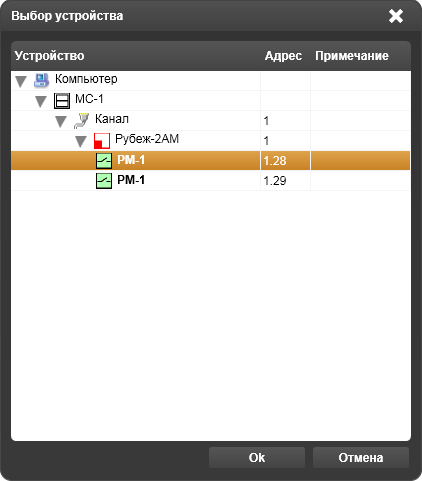 Выбор устройства
Устройство Адрес Примечание
Компьютер
МС-1
Канал 1
Рубеж-2АМ 1
РМ-1 1.28
РМ-1 1.29
Ok Отмена